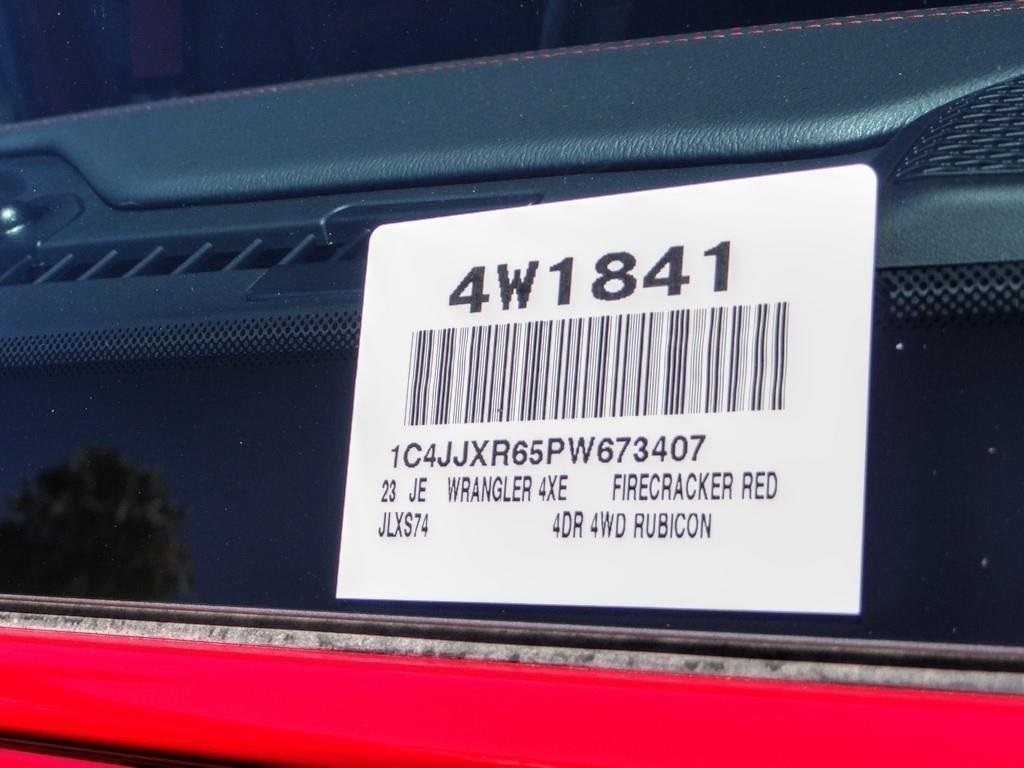 4W1841
1C4JJXR65PW673407
23 JE WRANGLER 4XE FIRECRACKER RED
JLXS74 4DR 4WD RUBICON